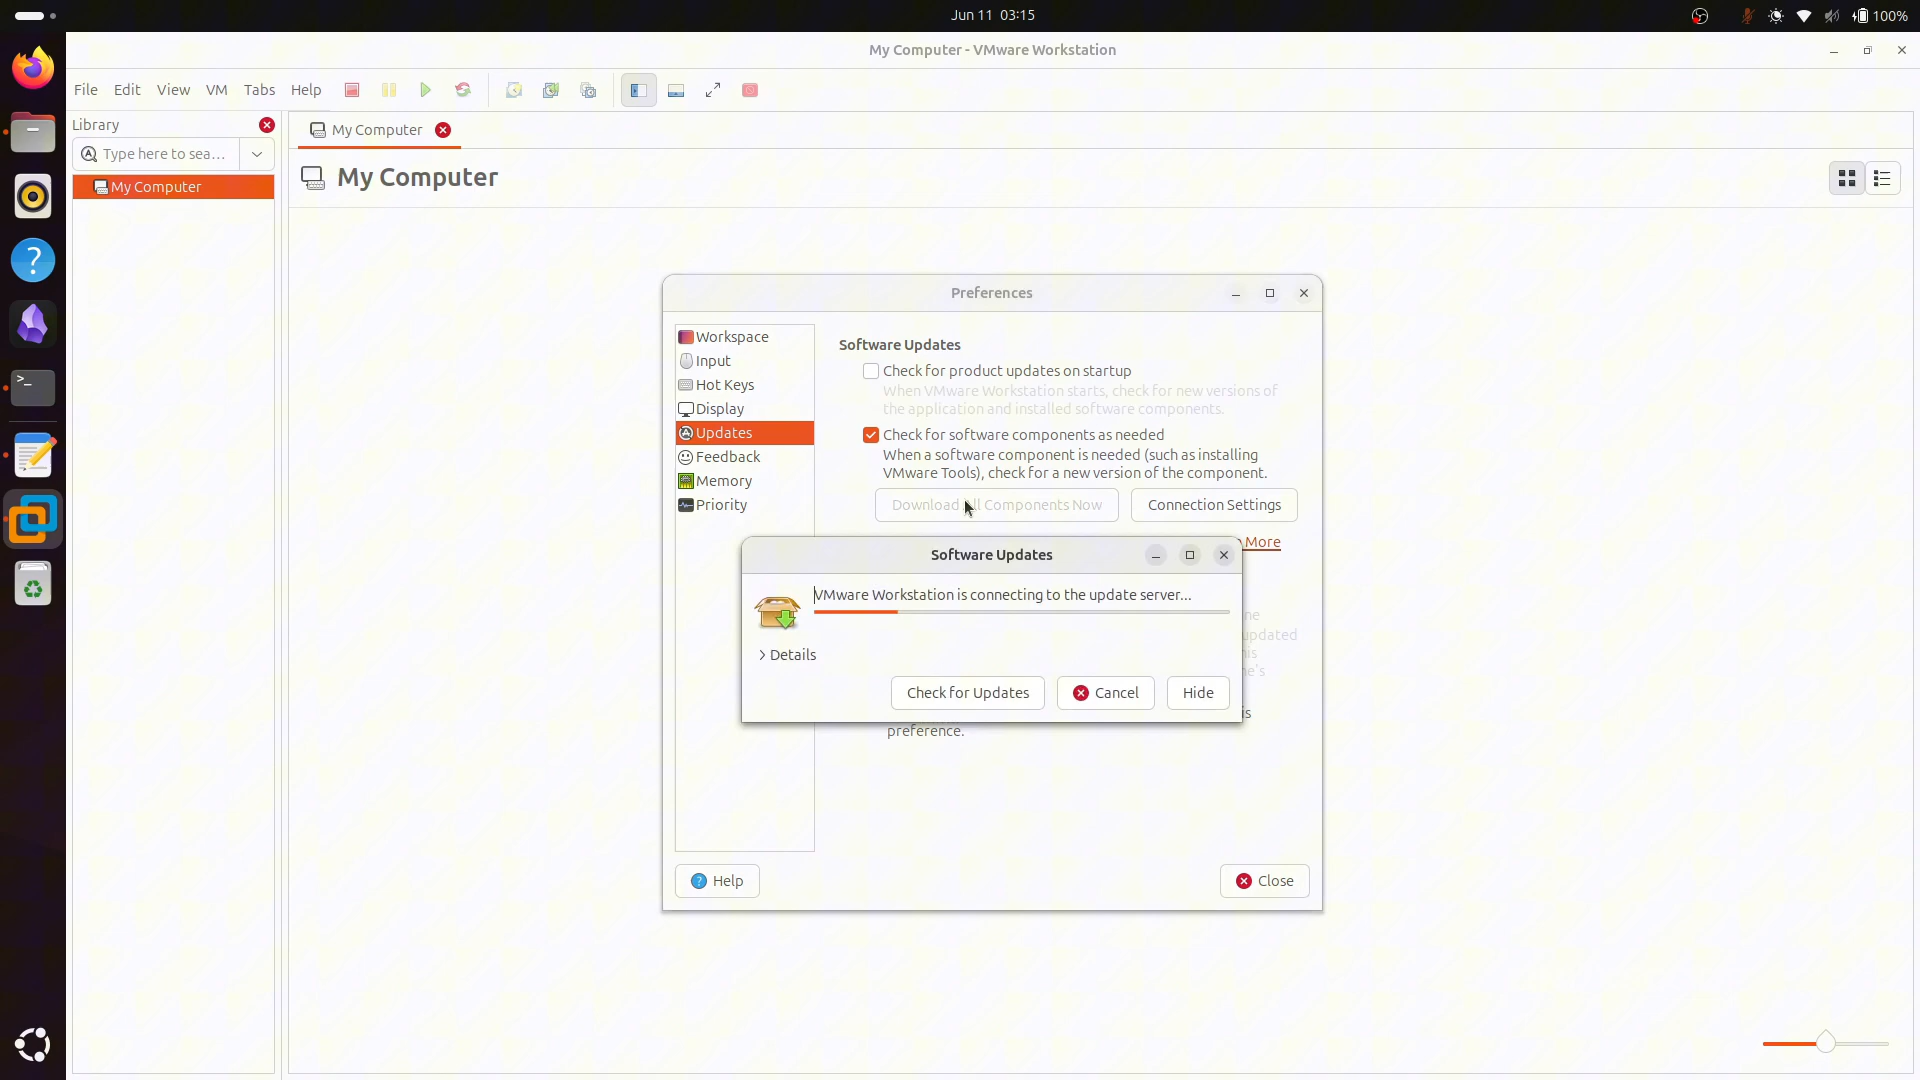 Jun 11 03:15
100%
My Computer - VMware Workstation
File Edit View VM Tabs Help
Library
Type here to sea...
My Computer
My Computer
My Computer
Preferences
Workspace
Input
Hot Keys
Display
Updates
Feedback
Memory
Priority
Software Updates
Check for product updates on startup
When VMware Workstation starts, check for new versions of
the application and installed software components.
Check for software components as needed
When a software component is needed (such as installing
VMware Tools), check for a new version of the component.
Download All Components Now
Connection Settings
More
Software Updates
VMware Workstation is connecting to the update server...
Details
Check for Updates
Cancel
Hide
updated
preference.
Help
Close